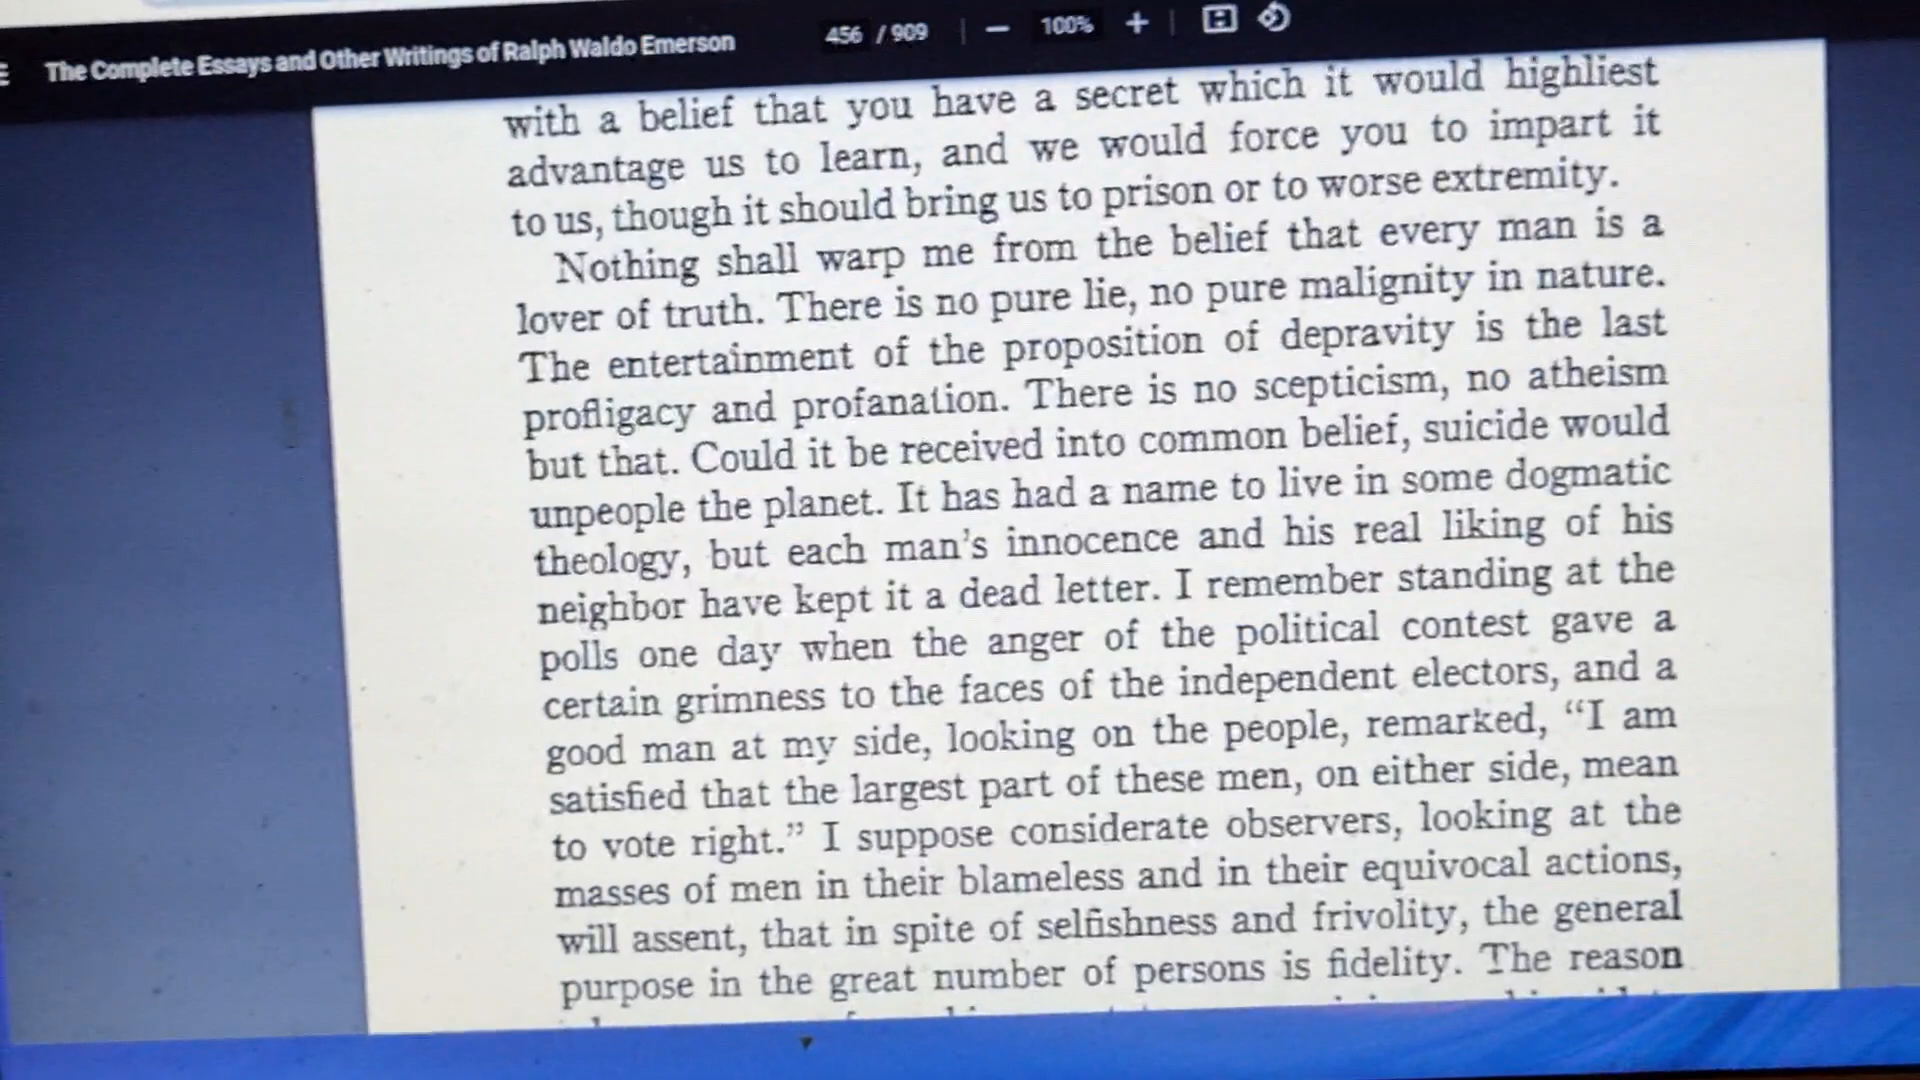 The Complete Essays and Other Writings of Ralph Waldo Emerson 456 / 909 100%
with a belief that you have a secret which it would highliest
advantage us to learn, and we would force you to impart it
to us, though it should bring us to prison or to worse extremity.
Nothing shall warp me from the belief that every man is a
lover of truth. There is no pure lie, no pure malignity in nature.
The entertainment of the proposition of depravity is the last
profligacy and profanation. There is no scepticism, no atheism
but that. Could it be received into common belief, suicide would
unpeople the planet. It has had a name to live in some dogmatic
theology, but each man's innocence and his real liking of his
neighbor have kept it a dead letter. I remember standing at the
polls one day when the anger of the political contest gave a
certain grimness to the faces of the independent electors, and a
good man at my side, looking on the people, remarked, “I am
satisfied that the largest part of these men, on either side, mean
to vote right.” I suppose considerate observers, looking at the
masses of men in their blameless and in their equivocal actions,
will assent, that in spite of selfishness and frivolity, the general
purpose in the great number of persons is fidelity. The reason